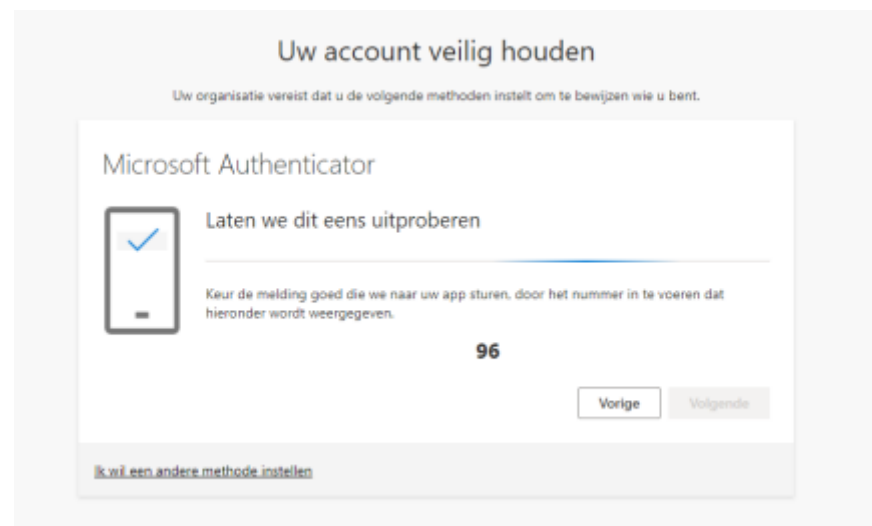 Uw account veilig houden
Uw organisatie vereist dat u de volgende methoden instelt om te bewijzen wie u bent.
Microsoft Authenticator
Laten we dit eens uitproberen
Keur de melding goed die we naar uw app sturen, door het nummer in te voeren dat
hieronder wordt weergegeven.
96
Vorige Volgende
Ik wil een andere methode instellen